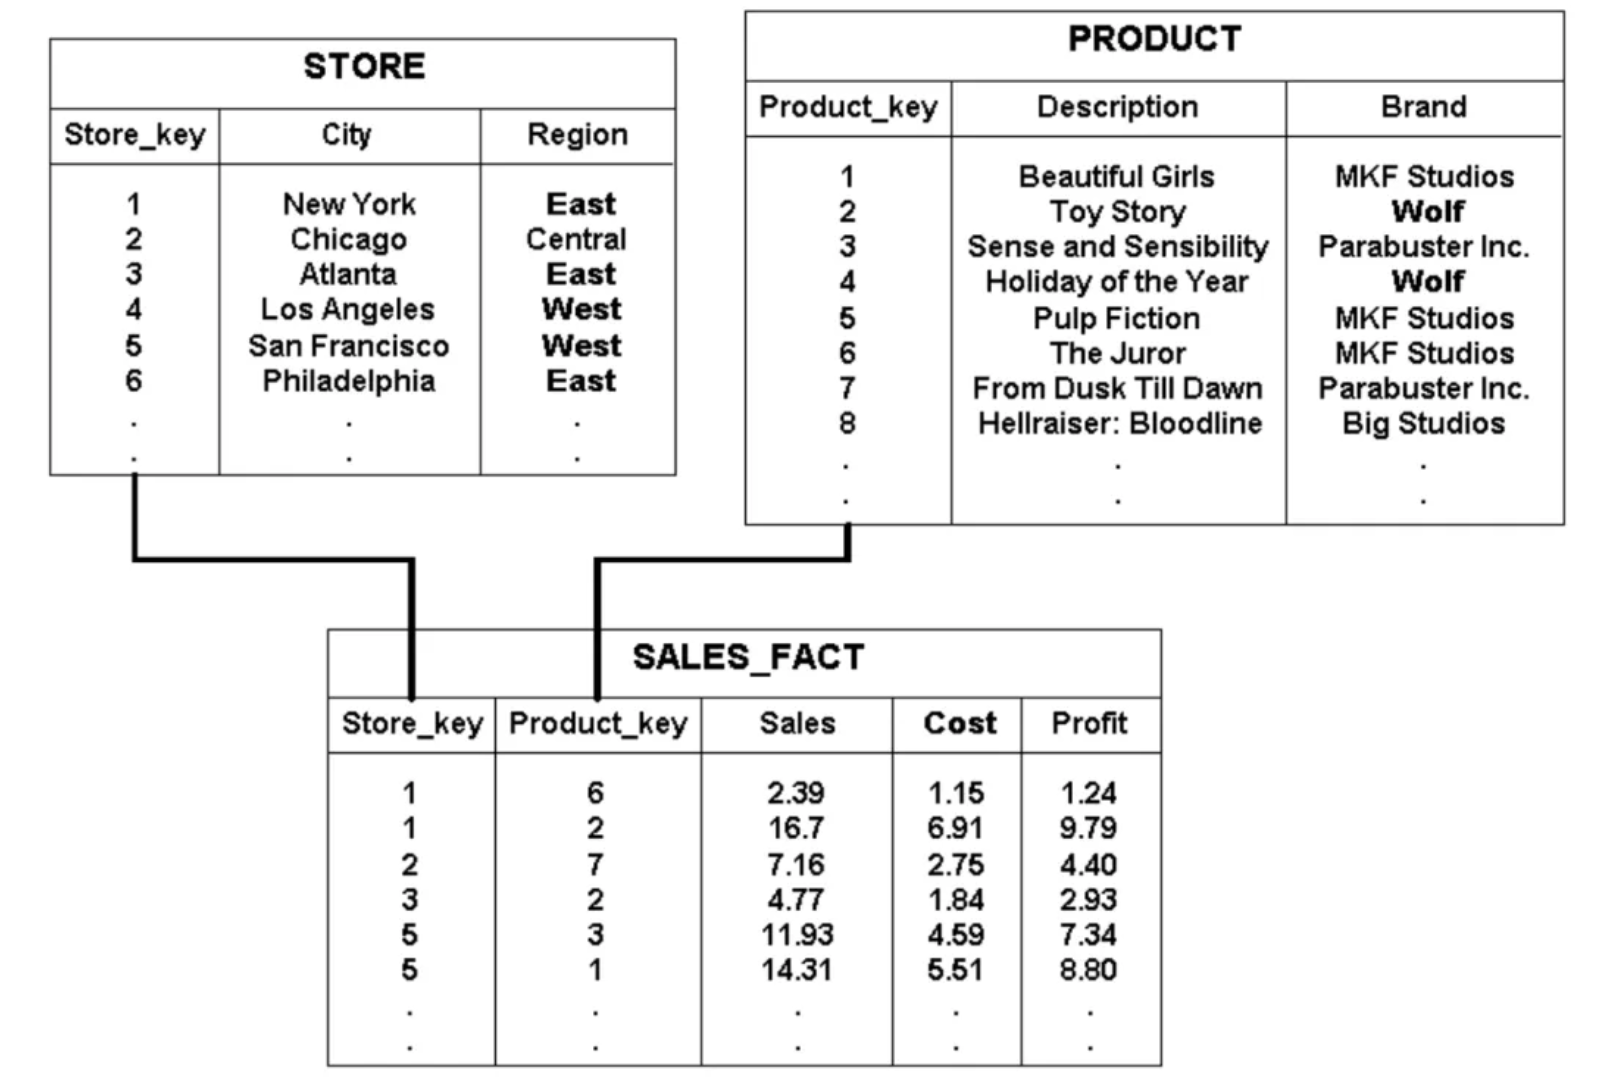 STORE
Store_key City Region
1 New York East
2 Chicago Central
3 Atlanta East
4 Los Angeles West
5 San Francisco West
6 Philadelphia East
. . .
. . .
PRODUCT
Product_key Description Brand
1 Beautiful Girls MKF Studios
2 Toy Story Wolf
3 Sense and Sensibility Parabuster Inc.
4 Holiday of the Year Wolf
5 Pulp Fiction MKF Studios
6 The Juror MKF Studios
7 From Dusk Till Dawn Parabuster Inc.
8 Hellraiser: Bloodline Big Studios
. . .
. . .
SALES_FACT
Store_key Product_key Sales Cost Profit
1 6 2.39 1.15 1.24
1 2 16.7 6.91 9.79
2 7 7.16 2.75 4.40
3 2 4.77 1.84 2.93
5 3 11.93 4.59 7.34
5 1 14.31 5.51 8.80
. . . . .
. . . . .